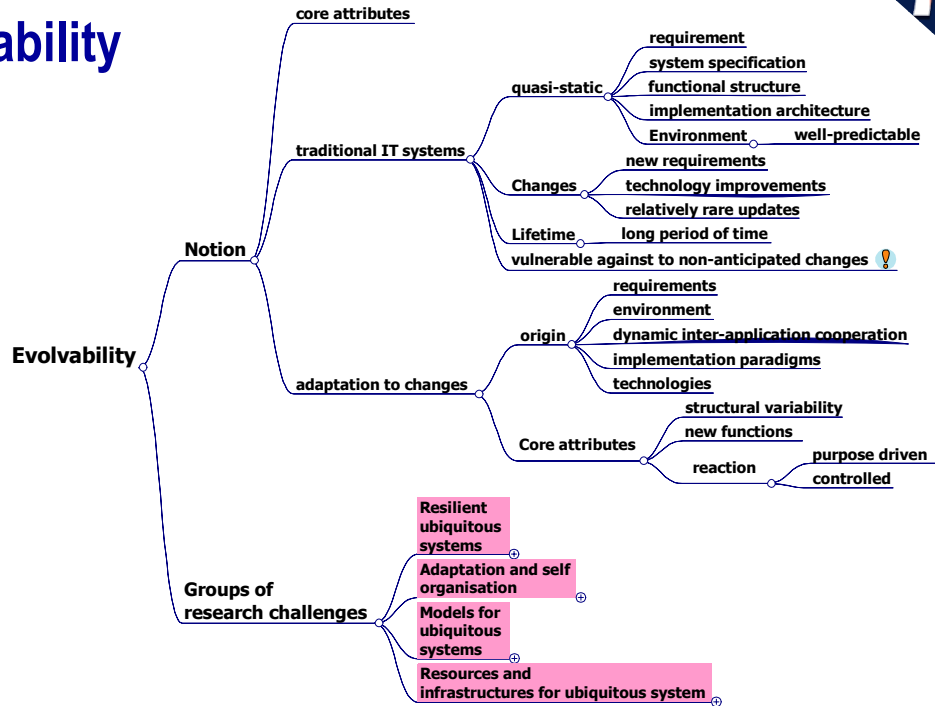 ability
core attributes
requirement
system specification
quasi-static
functional structure
implementation architecture
Environment
well-predictable
traditional IT systems
new requirements
Changes
technology improvements
relatively rare updates
Lifetime
long period of time
vulnerable against to non-anticipated changes
Notion
requirements
environment
origin
dynamic inter-application cooperation
implementation paradigms
technologies
Evolvability
adaptation to changes
structural variability
new functions
Core attributes
reaction
purpose driven
controlled
Resilient
ubiquitous
systems
Adaptation and self
organisation
Groups of
research challenges
Models for
ubiquitous
systems
Resources and
infrastructures for ubiquitous system